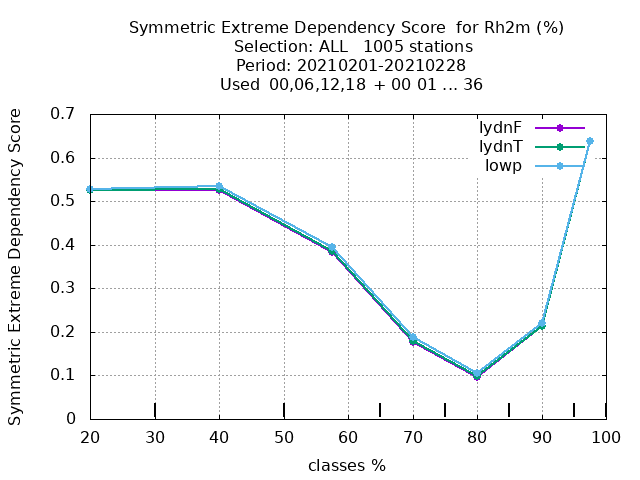 Symmetric Extreme Dependency Score  for Rh2m (%)
Selection: ALL   1005 stations
Period: 20210201-20210228
Used  00,06,12,18  + 00 01 ... 36
Symmetric Extreme Dependency Score
0.7
0.6
0.5
0.4
0.3
0.2
0.1
0
lydnF
lydnT
lowp
20 30 40 50 60 70 80 90 100
classes %